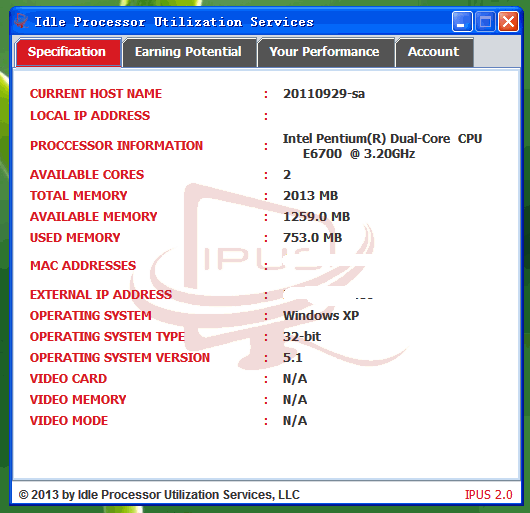 Idle Processor Utilization Services
Specification Earning Potential Your Performance Account
CURRENT HOST NAME : 20110929-sa
LOCAL IP ADDRESS :
PROCCESSOR INFORMATION : Intel Pentium(R) Dual-Core CPU
E6700 @ 3.20GHz
AVAILABLE CORES : 2
TOTAL MEMORY : 2013 MB
AVAILABLE MEMORY : 1259.0 MB
USED MEMORY : 753.0 MB
IPUS
MAC ADDRESSES :
EXTERNAL IP ADDRESS :
OPERATING SYSTEM : Windows XP
OPERATING SYSTEM TYPE : 32-bit
OPERATING SYSTEM VERSION : 5.1
VIDEO CARD : N/A
VIDEO MEMORY : N/A
VIDEO MODE : N/A
© 2013 by Idle Processor Utilization Services, LLC IPUS 2.0